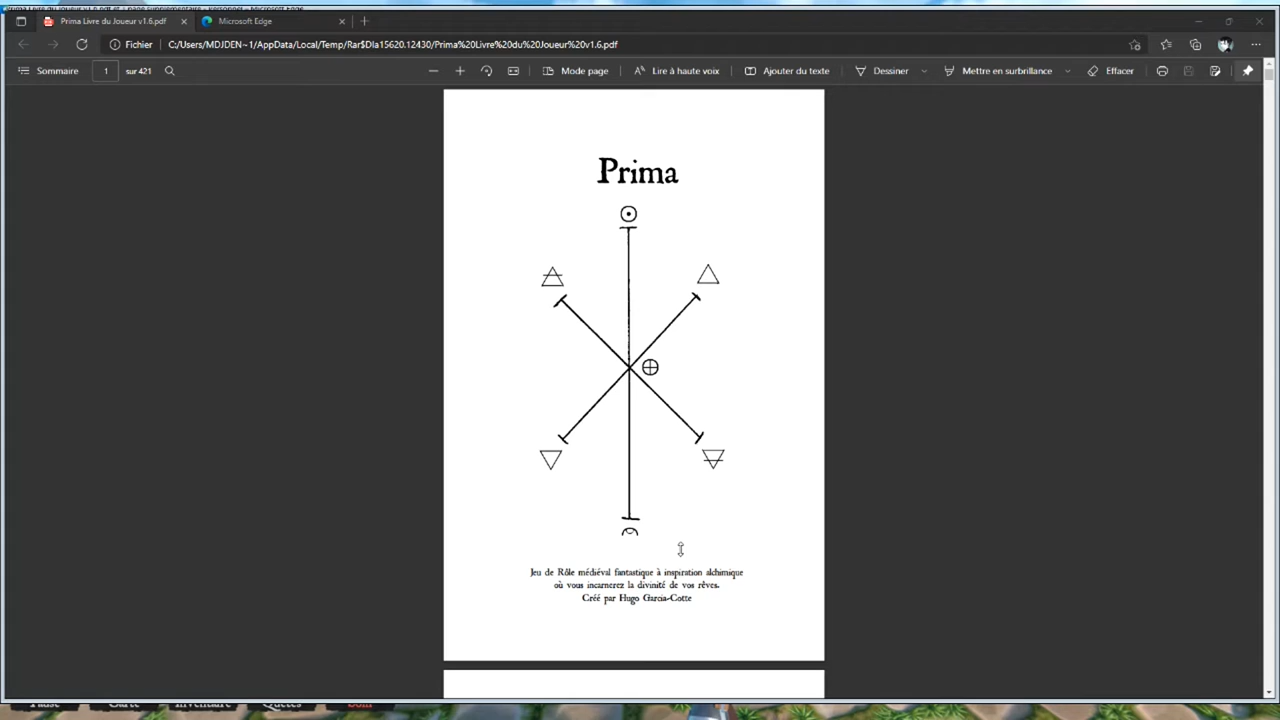 Prima Livre du Joueur v1.6.pdf
Microsoft Edge
Fichier
C:/Users/MDJDEN~1/AppData/Local/Temp/Rar$DIa15620.12430/Prima%20Livre%20du%20Joueur%20v1.6.pdf
Sommaire
1
sur 421
Mode page
Lire à haute voix
Ajouter du texte
Dessiner
Mettre en surbrillance
Effacer
Prima
Jeu de Rôle médiéval fantastique à inspiration alchimique
où vous incarnerez la divinité de vos rêves.
Créé par Hugo Garcia-Cotte